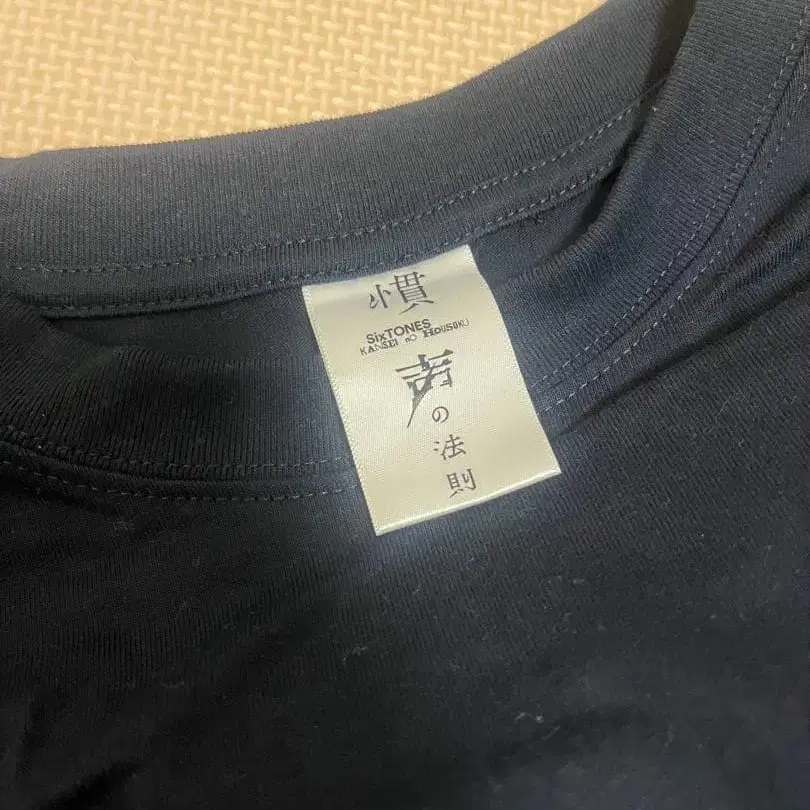 慣
SixTONES
KANSEI nO HoUSOKU
声
の
法
則